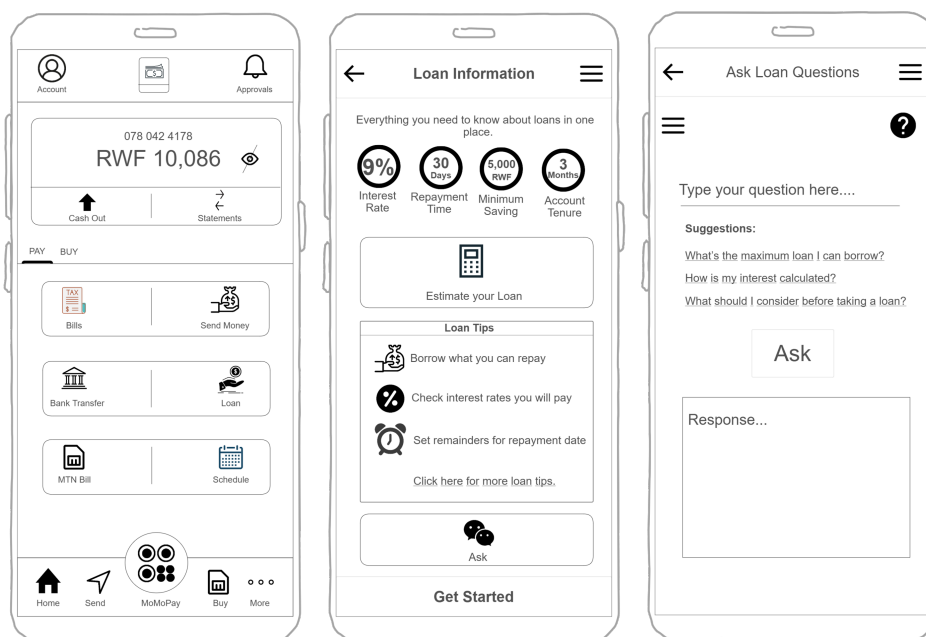 Account
Approvals
078 042 4178
RWF 10,086
Cash Out
Statements
PAY BUY
TAX
$
Bills
Send Money
Bank Transfer
Loan
MTN Bill
Schedule
Home Send MoMoPay Buy More
Loan Information
Everything you need to know about loans in one
place.
9%
Interest
Rate
30
Days
Repayment
Time
5,000
RWF
Minimum
Saving
3
Months
Account
Tenure
Estimate your Loan
Loan Tips
Borrow what you can repay
Check interest rates you will pay
Set remainders for repayment date
Click here for more loan tips.
Ask
Get Started
Ask Loan Questions
?
Type your question here....
Suggestions:
What's the maximum loan I can borrow?
How is my interest calculated?
What should I consider before taking a loan?
Ask
Response...